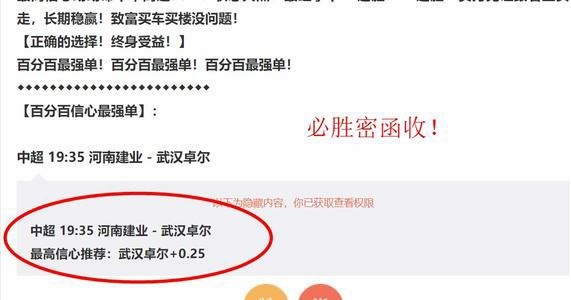 走，长期稳赢！致富买车买楼没问题！
【正确的选择！终身受益！】
百分百最强单！百分百最强单！百分百最强单！
◆◆◆◆◆◆◆◆◆◆◆◆◆◆◆◆◆◆◆◆◆◆◆◆
【百分百信心最强单】：
必胜密函收！
中超 19:35 河南建业 - 武汉卓尔
以下为隐藏内容，你已获取查看权限
中超 19:35 河南建业 - 武汉卓尔
最高信心推荐：武汉卓尔+0.25